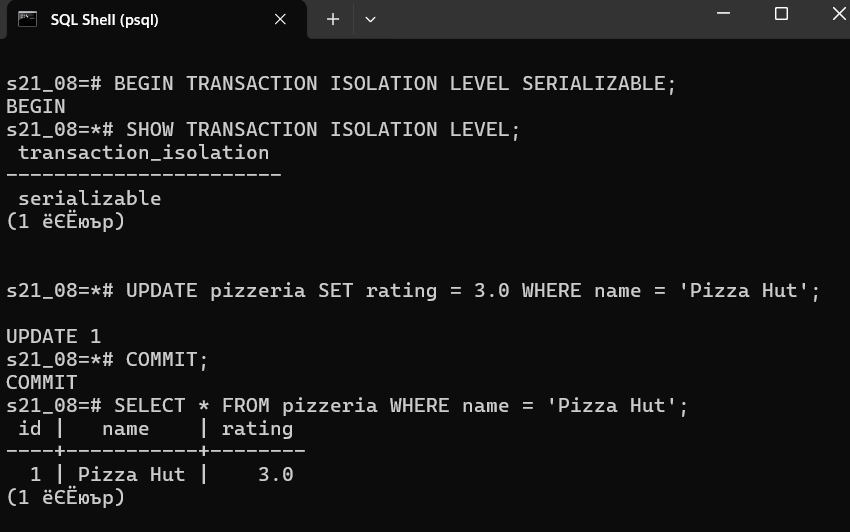 SQL Shell (psql)
s21_08=# BEGIN TRANSACTION ISOLATION LEVEL SERIALIZABLE;
BEGIN
s21_08=*# SHOW TRANSACTION ISOLATION LEVEL;
 transaction_isolation
-----------------------
 serializable
(1 ёЄЁюър)
s21_08=*# UPDATE pizzeria SET rating = 3.0 WHERE name = 'Pizza Hut';
UPDATE 1
s21_08=*# COMMIT;
COMMIT
s21_08=# SELECT * FROM pizzeria WHERE name = 'Pizza Hut';
 id |   name    | rating
----+-----------+--------
  1 | Pizza Hut |    3.0
(1 ёЄЁюър)